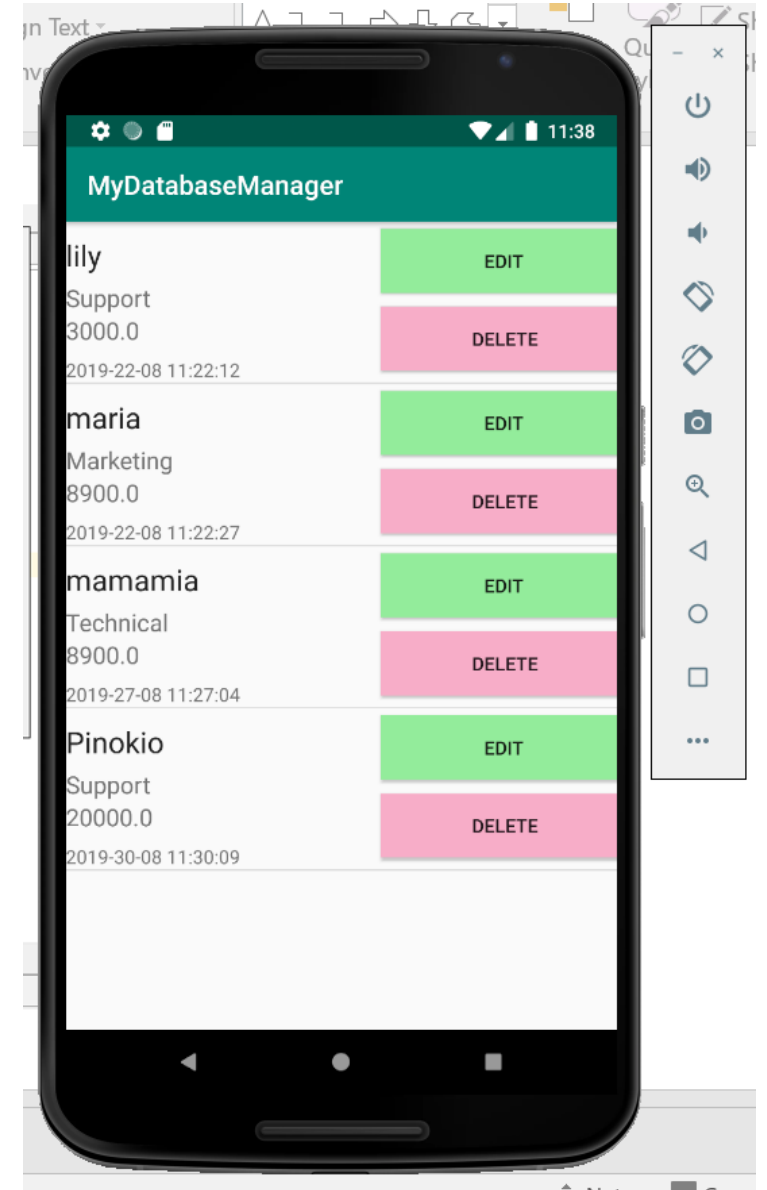 gn Text
11:38
MyDatabaseManager
lily
EDIT
Support
3000.0
DELETE
2019-22-08 11:22:12
maria
EDIT
Marketing
8900.0
DELETE
2019-22-08 11:22:27
mamamia
EDIT
Technical
8900.0
DELETE
2019-27-08 11:27:04
Pinokio
EDIT
Support
20000.0
DELETE
2019-30-08 11:30:09